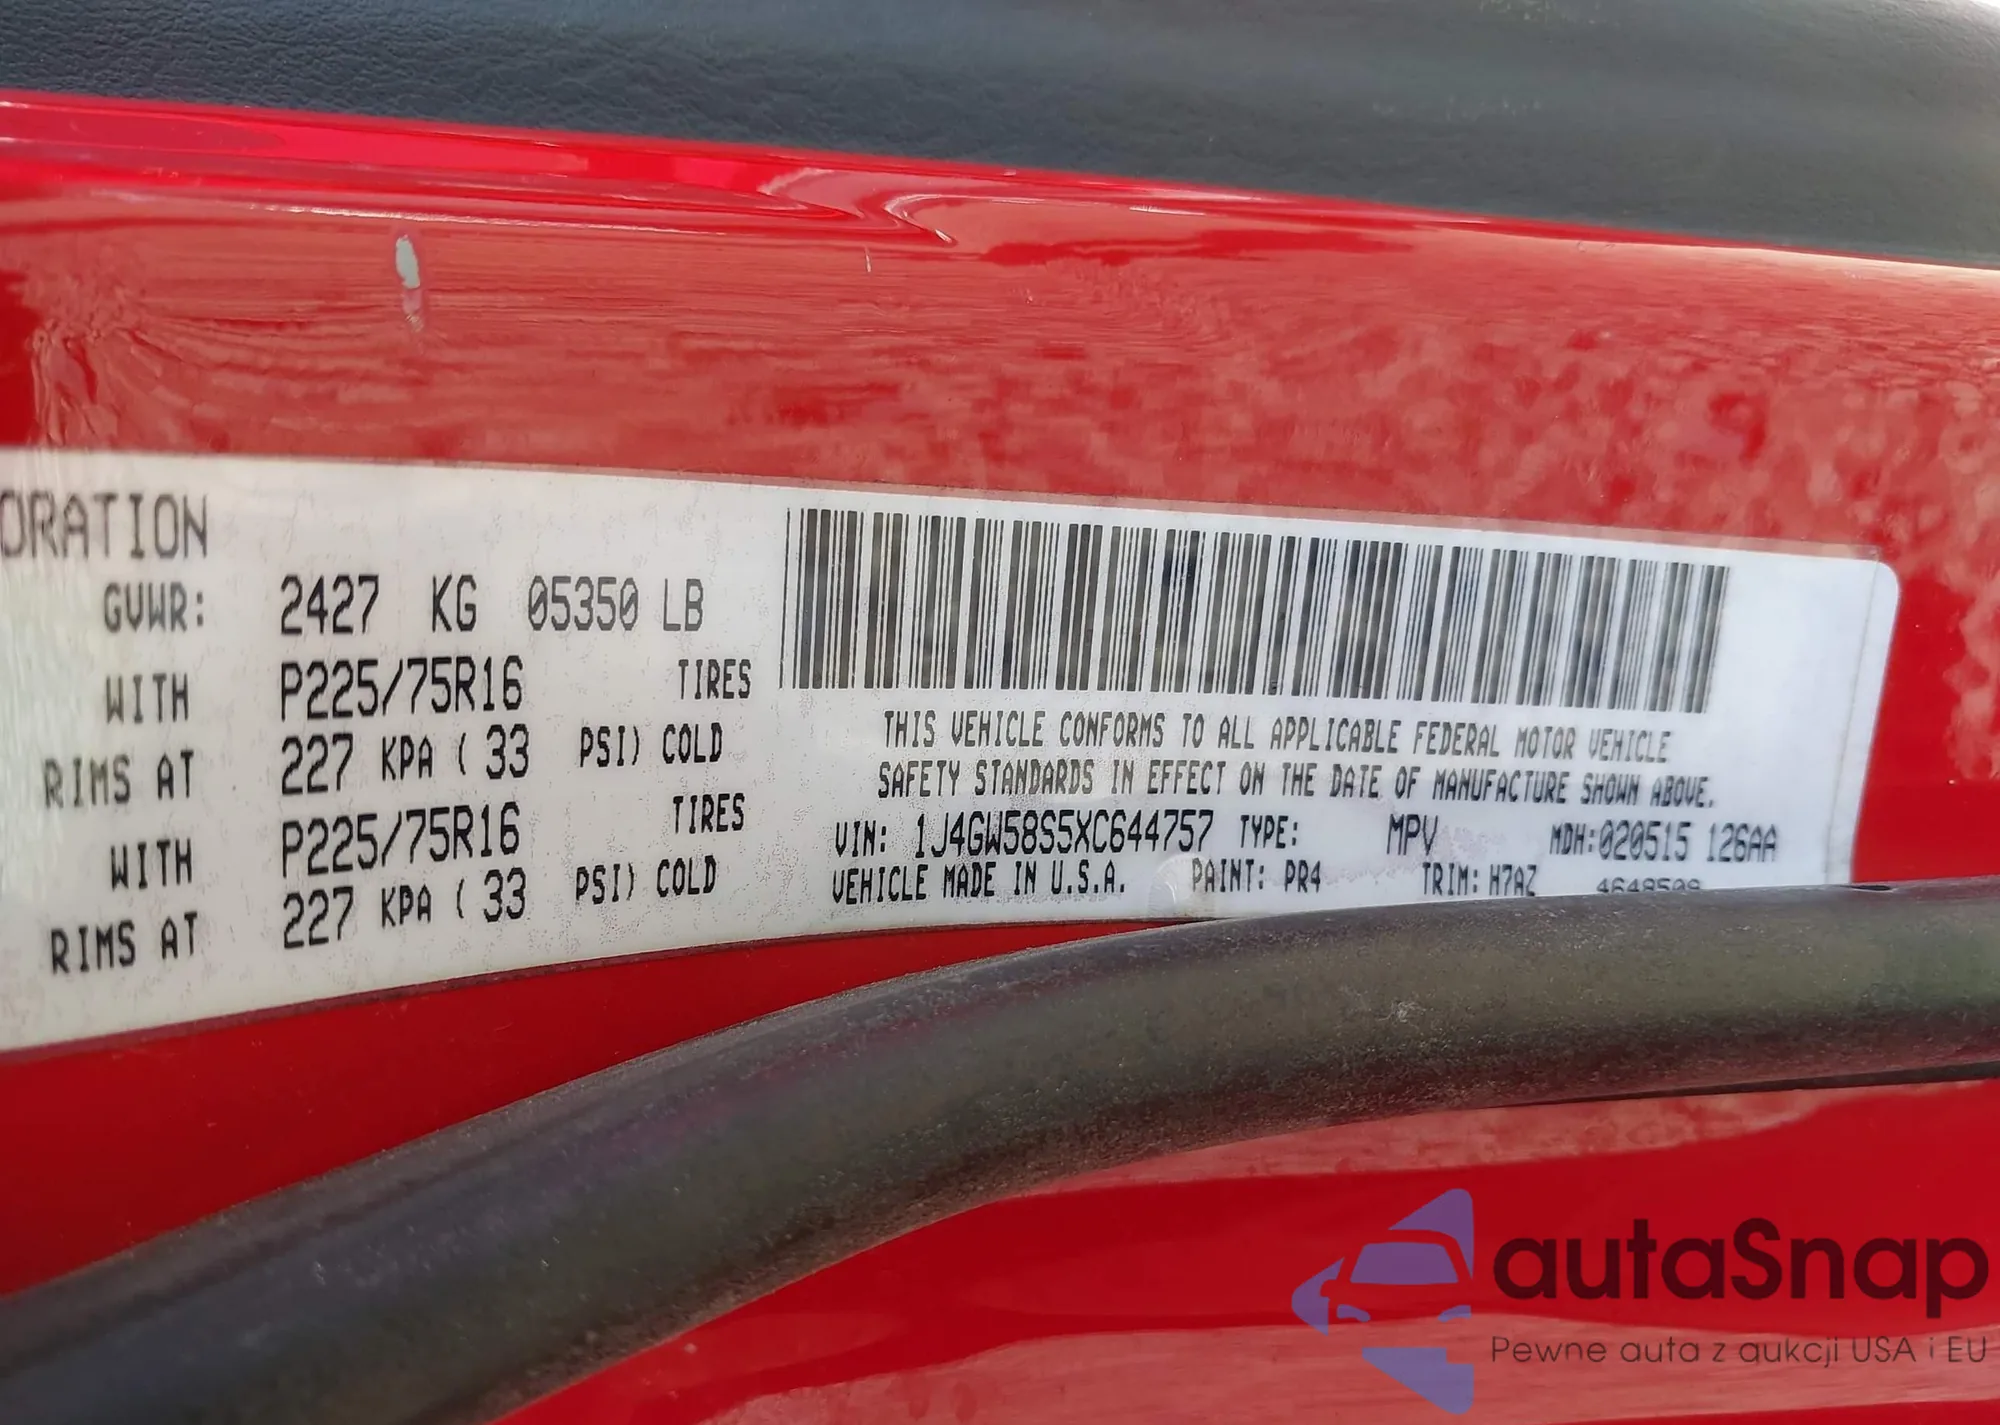 ORATION
GVWR: 2427 KG 05350 LB
WITH P225/75R16 TIRES
RIMS AT 227 KPA ( 33 PSI) COLD
WITH P225/75R16 TIRES
RIMS AT 227 KPA ( 33 PSI) COLD
THIS VEHICLE CONFORMS TO ALL APPLICABLE FEDERAL MOTOR VEHICLE
SAFETY STANDARDS IN EFFECT ON THE DATE OF MANUFACTURE SHOWN ABOVE.
VIN: 1J4GW58S5XC644757 TYPE: MPV MDH:020515 126AA
VEHICLE MADE IN U.S.A. PAINT: PR4 TRIM: H7AZ
autaSnap
Pewne auta z aukcji USA i EU